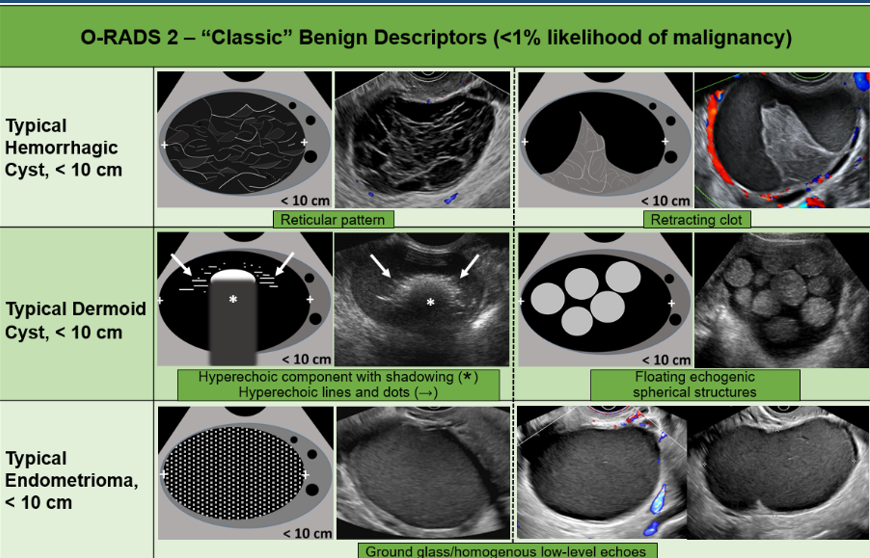 O-RADS 2 – “Classic” Benign Descriptors (<1% likelihood of malignancy)
Typical
Hemorrhagic
Cyst, < 10 cm
< 10 cm
< 10 cm
Reticular pattern
Retracting clot
Typical Dermoid
Cyst, < 10 cm
*
*
< 10 cm
< 10 cm
Hyperechoic component with shadowing (*)
Hyperechoic lines and dots (→)
Floating echogenic
spherical structures
Typical
Endometrioma,
< 10 cm
< 10 cm
Ground glass/homogenous low-level echoes